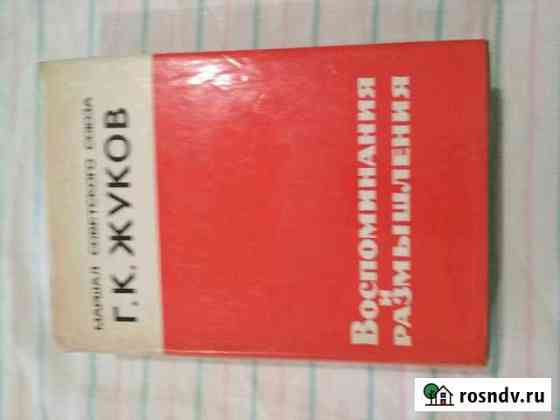 МАРШАЛ СОВЕТСКОГО СОЮЗА
Г.К. ЖУКОВ
Воспоминания
и
размышления
rosndv.ru